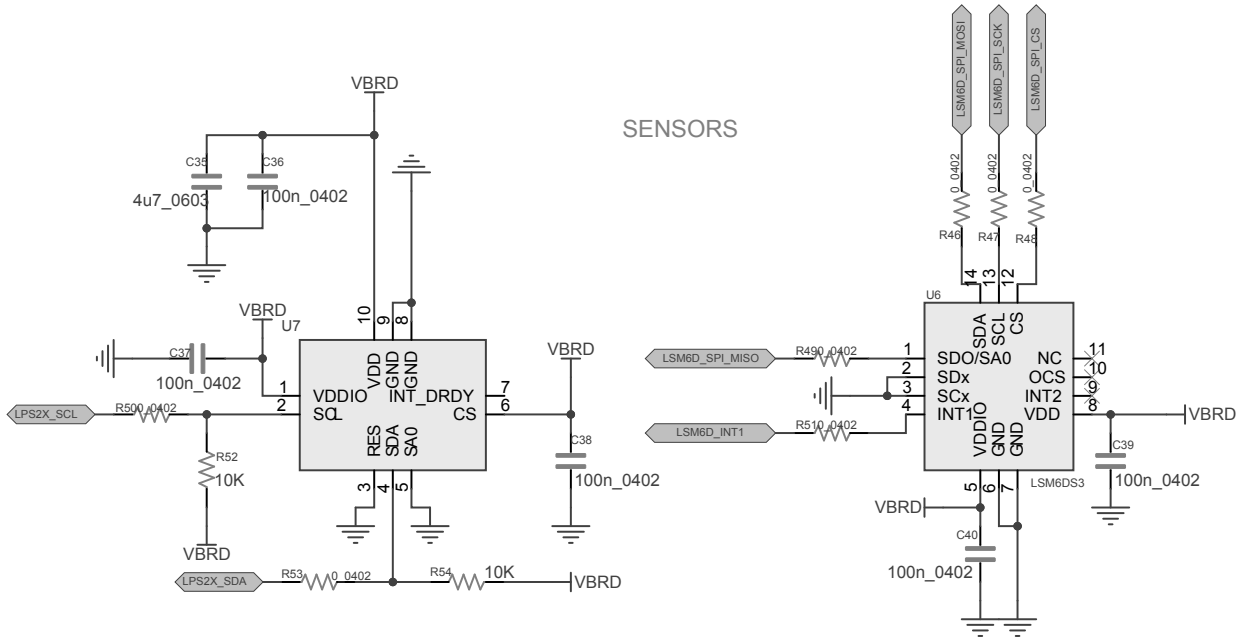 SENSORS
VBRD
C35
4u7_0603
C36
100n_0402
VBRD
U7
C37
100n_0402
LPS2X_SCL
R50
0_0402
R52
10K
VBRD
10
9
8
VDD
GND
GND
1
VDDIO
2
SCL
INT_DRDY
7
CS
6
RES
SDA
SA0
3
4
5
VBRD
C38
100n_0402
LPS2X_SDA
R53
0_0402
R54
10K
VBRD
LSM6D_SPI_MOSI
LSM6D_SPI_SCK
LSM6D_SPI_CS
0_0402
0_0402
0_0402
R46
R47
R48
U6
14
13
12
SDA
SCL
CS
LSM6D_SPI_MISO
R49
0_0402
1
SDO/SA0
2
SDx
3
SCx
4
INT1
NC
11
OCS
10
INT2
9
VDD
8
VBRD
LSM6D_INT1
R51
0_0402
VDDIO
GND
GND
5
6
7
LSM6DS3
C39
100n_0402
VBRD
C40
100n_0402